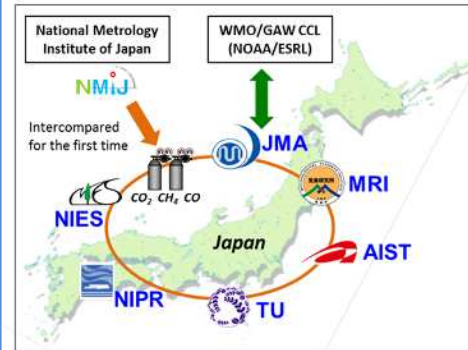 National Metrology
Institute of Japan
WMO/GAW CCL
(NOAA/ESRL)
NMIJ
Intercompared
for the first time
JMA
MRI
CO₂ CH₄ CO
NIES
Japan
AIST
NIPR
TU